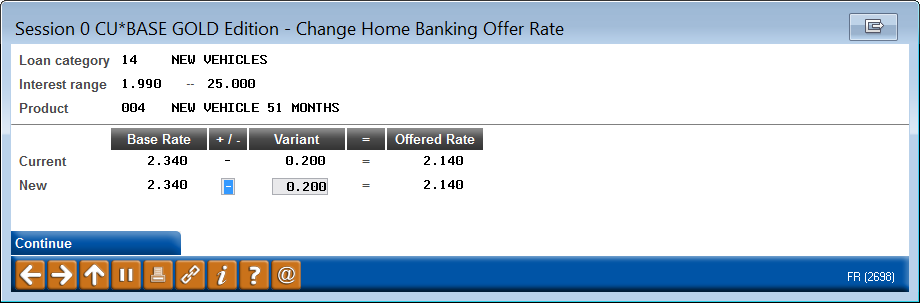 Session 0 CU*BASE GOLD Edition - Change Home Banking Offer Rate
Loan category 14 NEW VEHICLES
Interest range 1.990 -- 25.000
Product 004 NEW VEHICLE 51 MONTHS
Base Rate + / - Variant = Offered Rate
Current 2.340 - 0.200 = 2.140
New 2.340 - 0.200 = 2.140
Continue
i ? @ FR (2698)